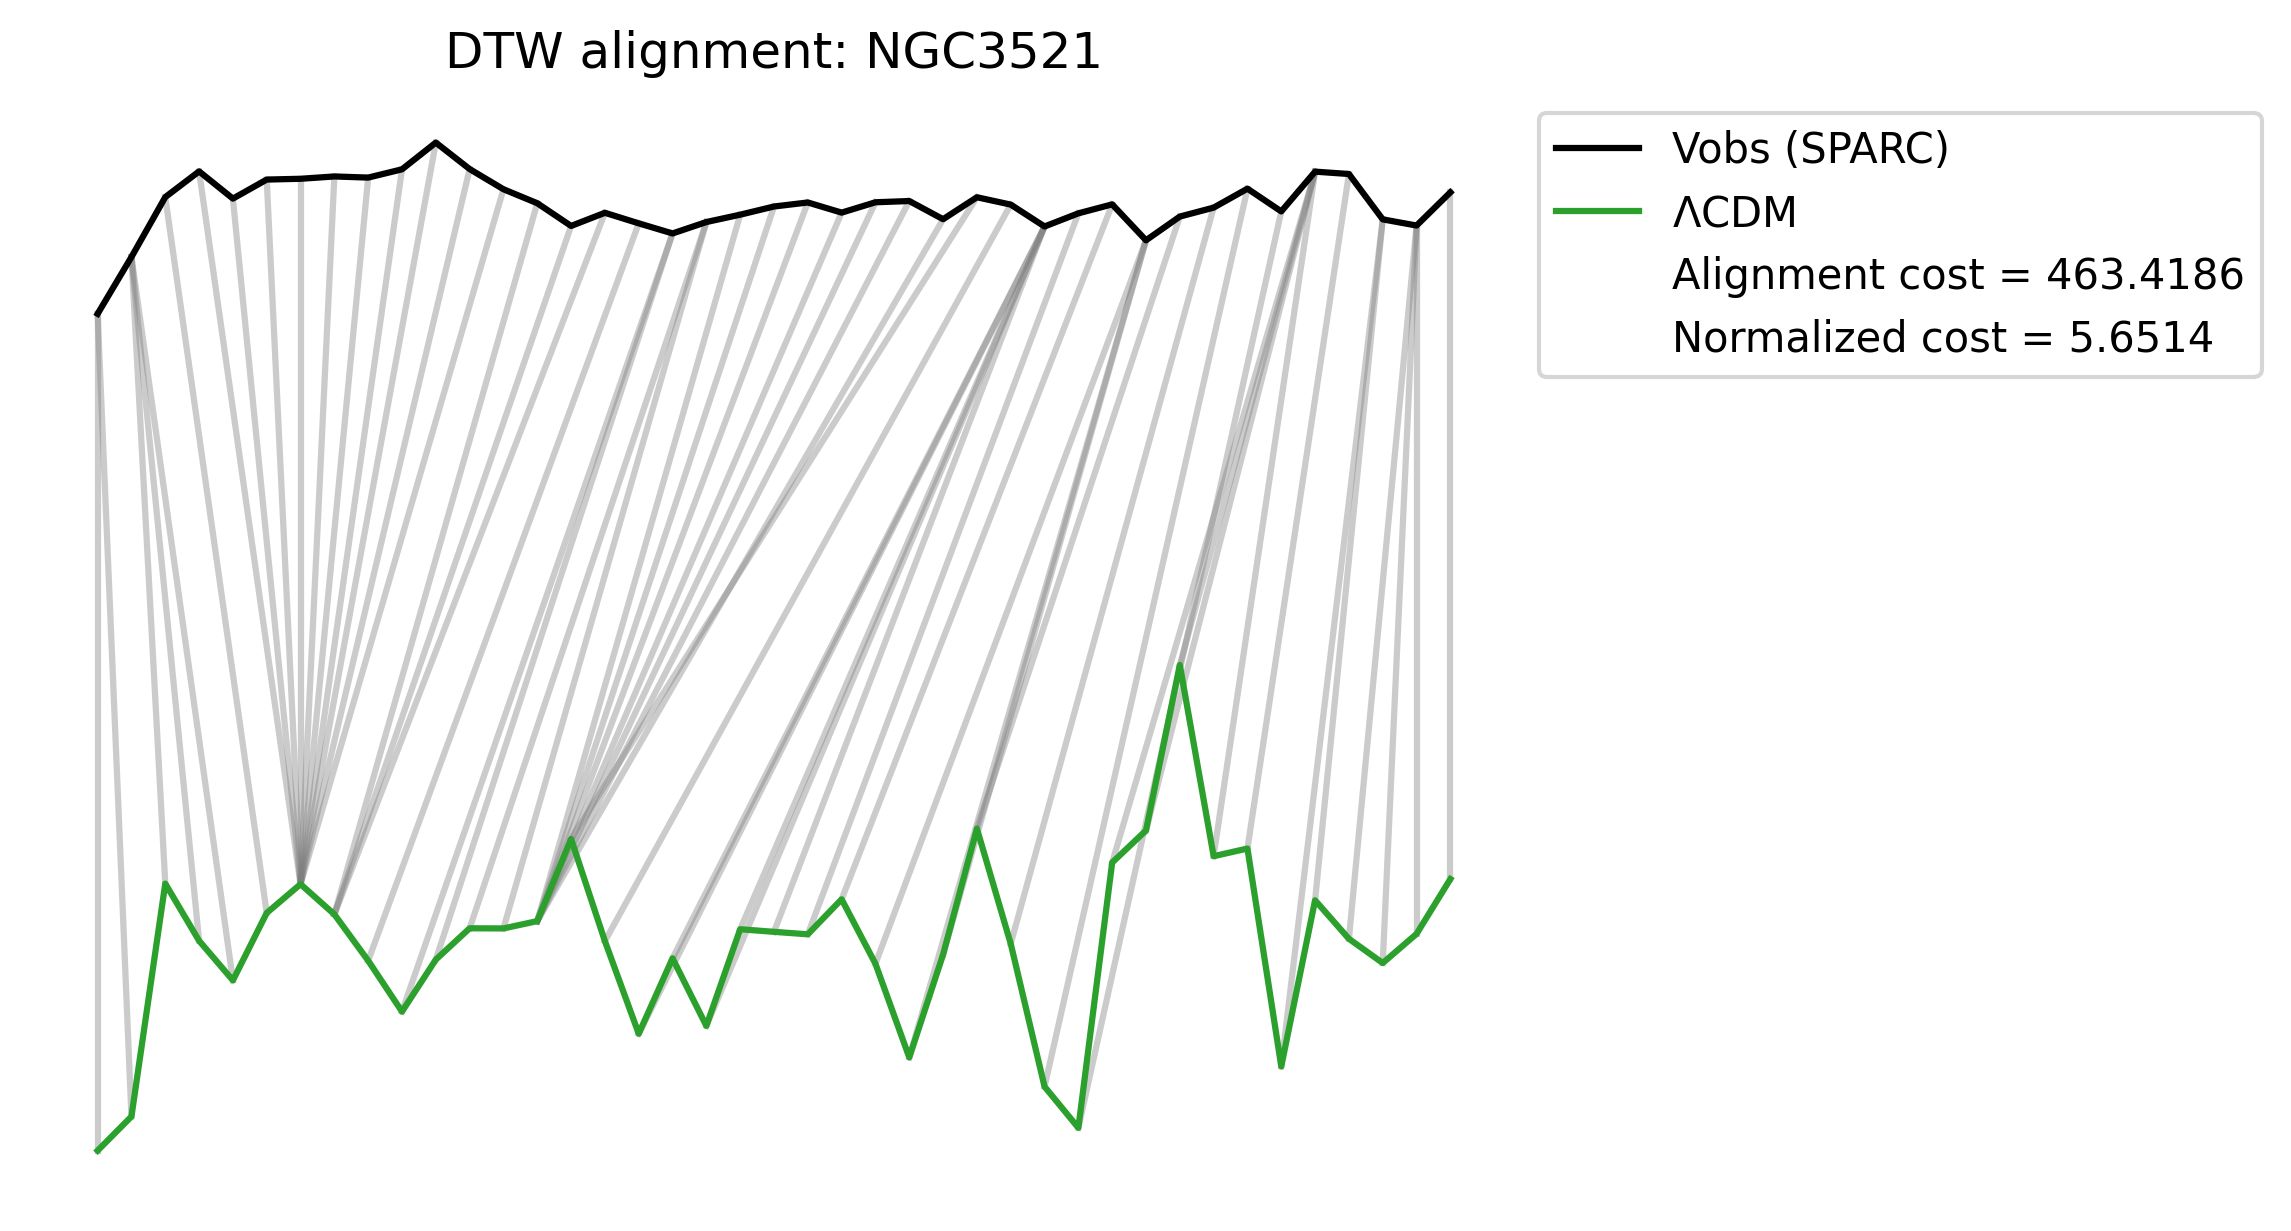 DTW alignment: NGC3521
Vobs (SPARC)
ΛCDM
Alignment cost = 463.4186
Normalized cost = 5.6514